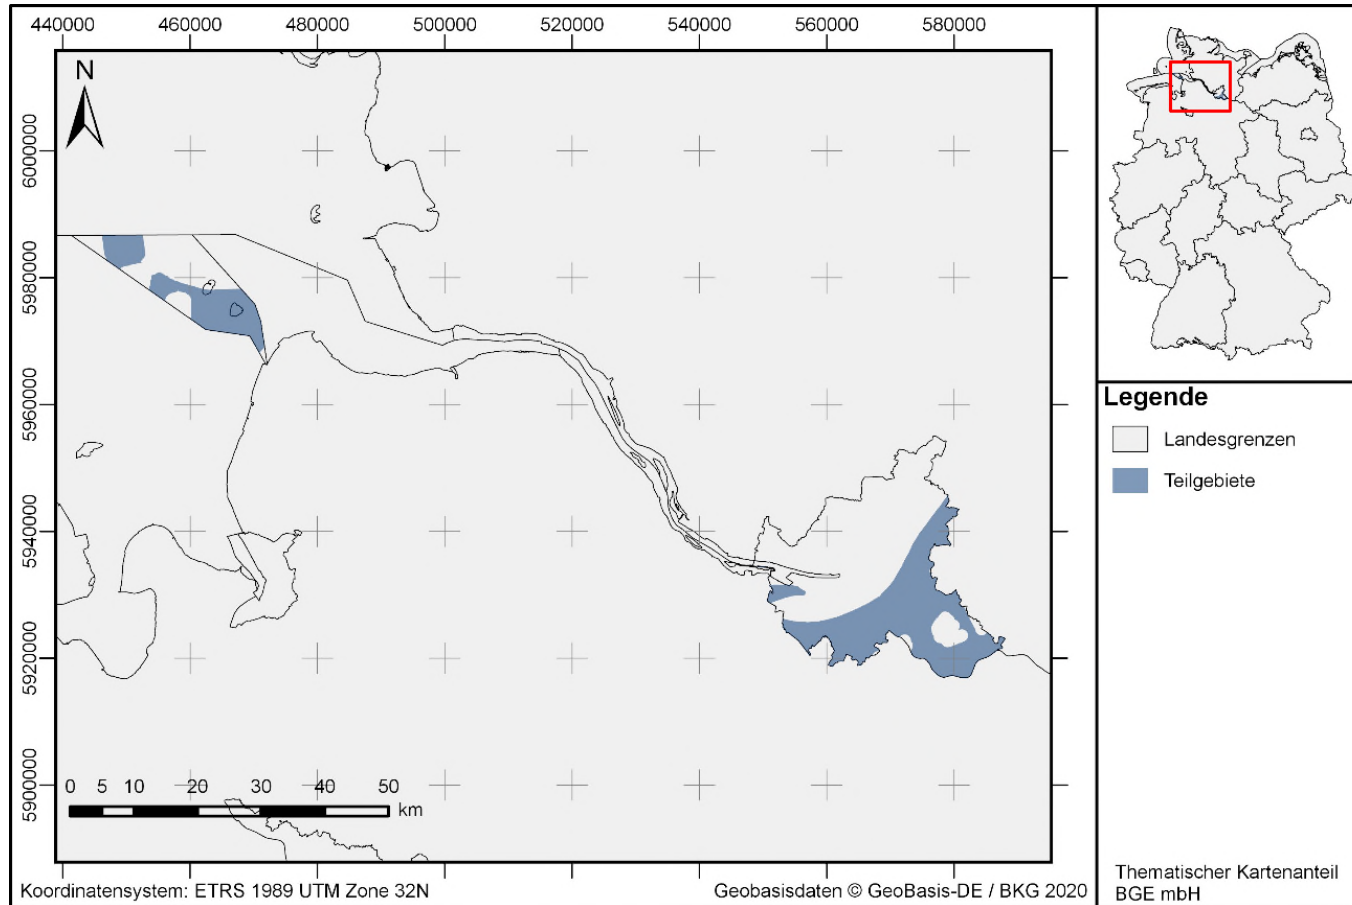 440000 460000 480000 500000 520000 540000 560000 580000
N
6000000
5980000
5960000
5940000
5920000
5900000
0 5 10 20 30 40 50
km
Koordinatensystem: ETRS 1989 UTM Zone 32N
Geobasisdaten © GeoBasis-DE / BKG 2020
Legende
Landesgrenzen
Teilgebiete
Thematischer Kartenanteil
BGE mbH